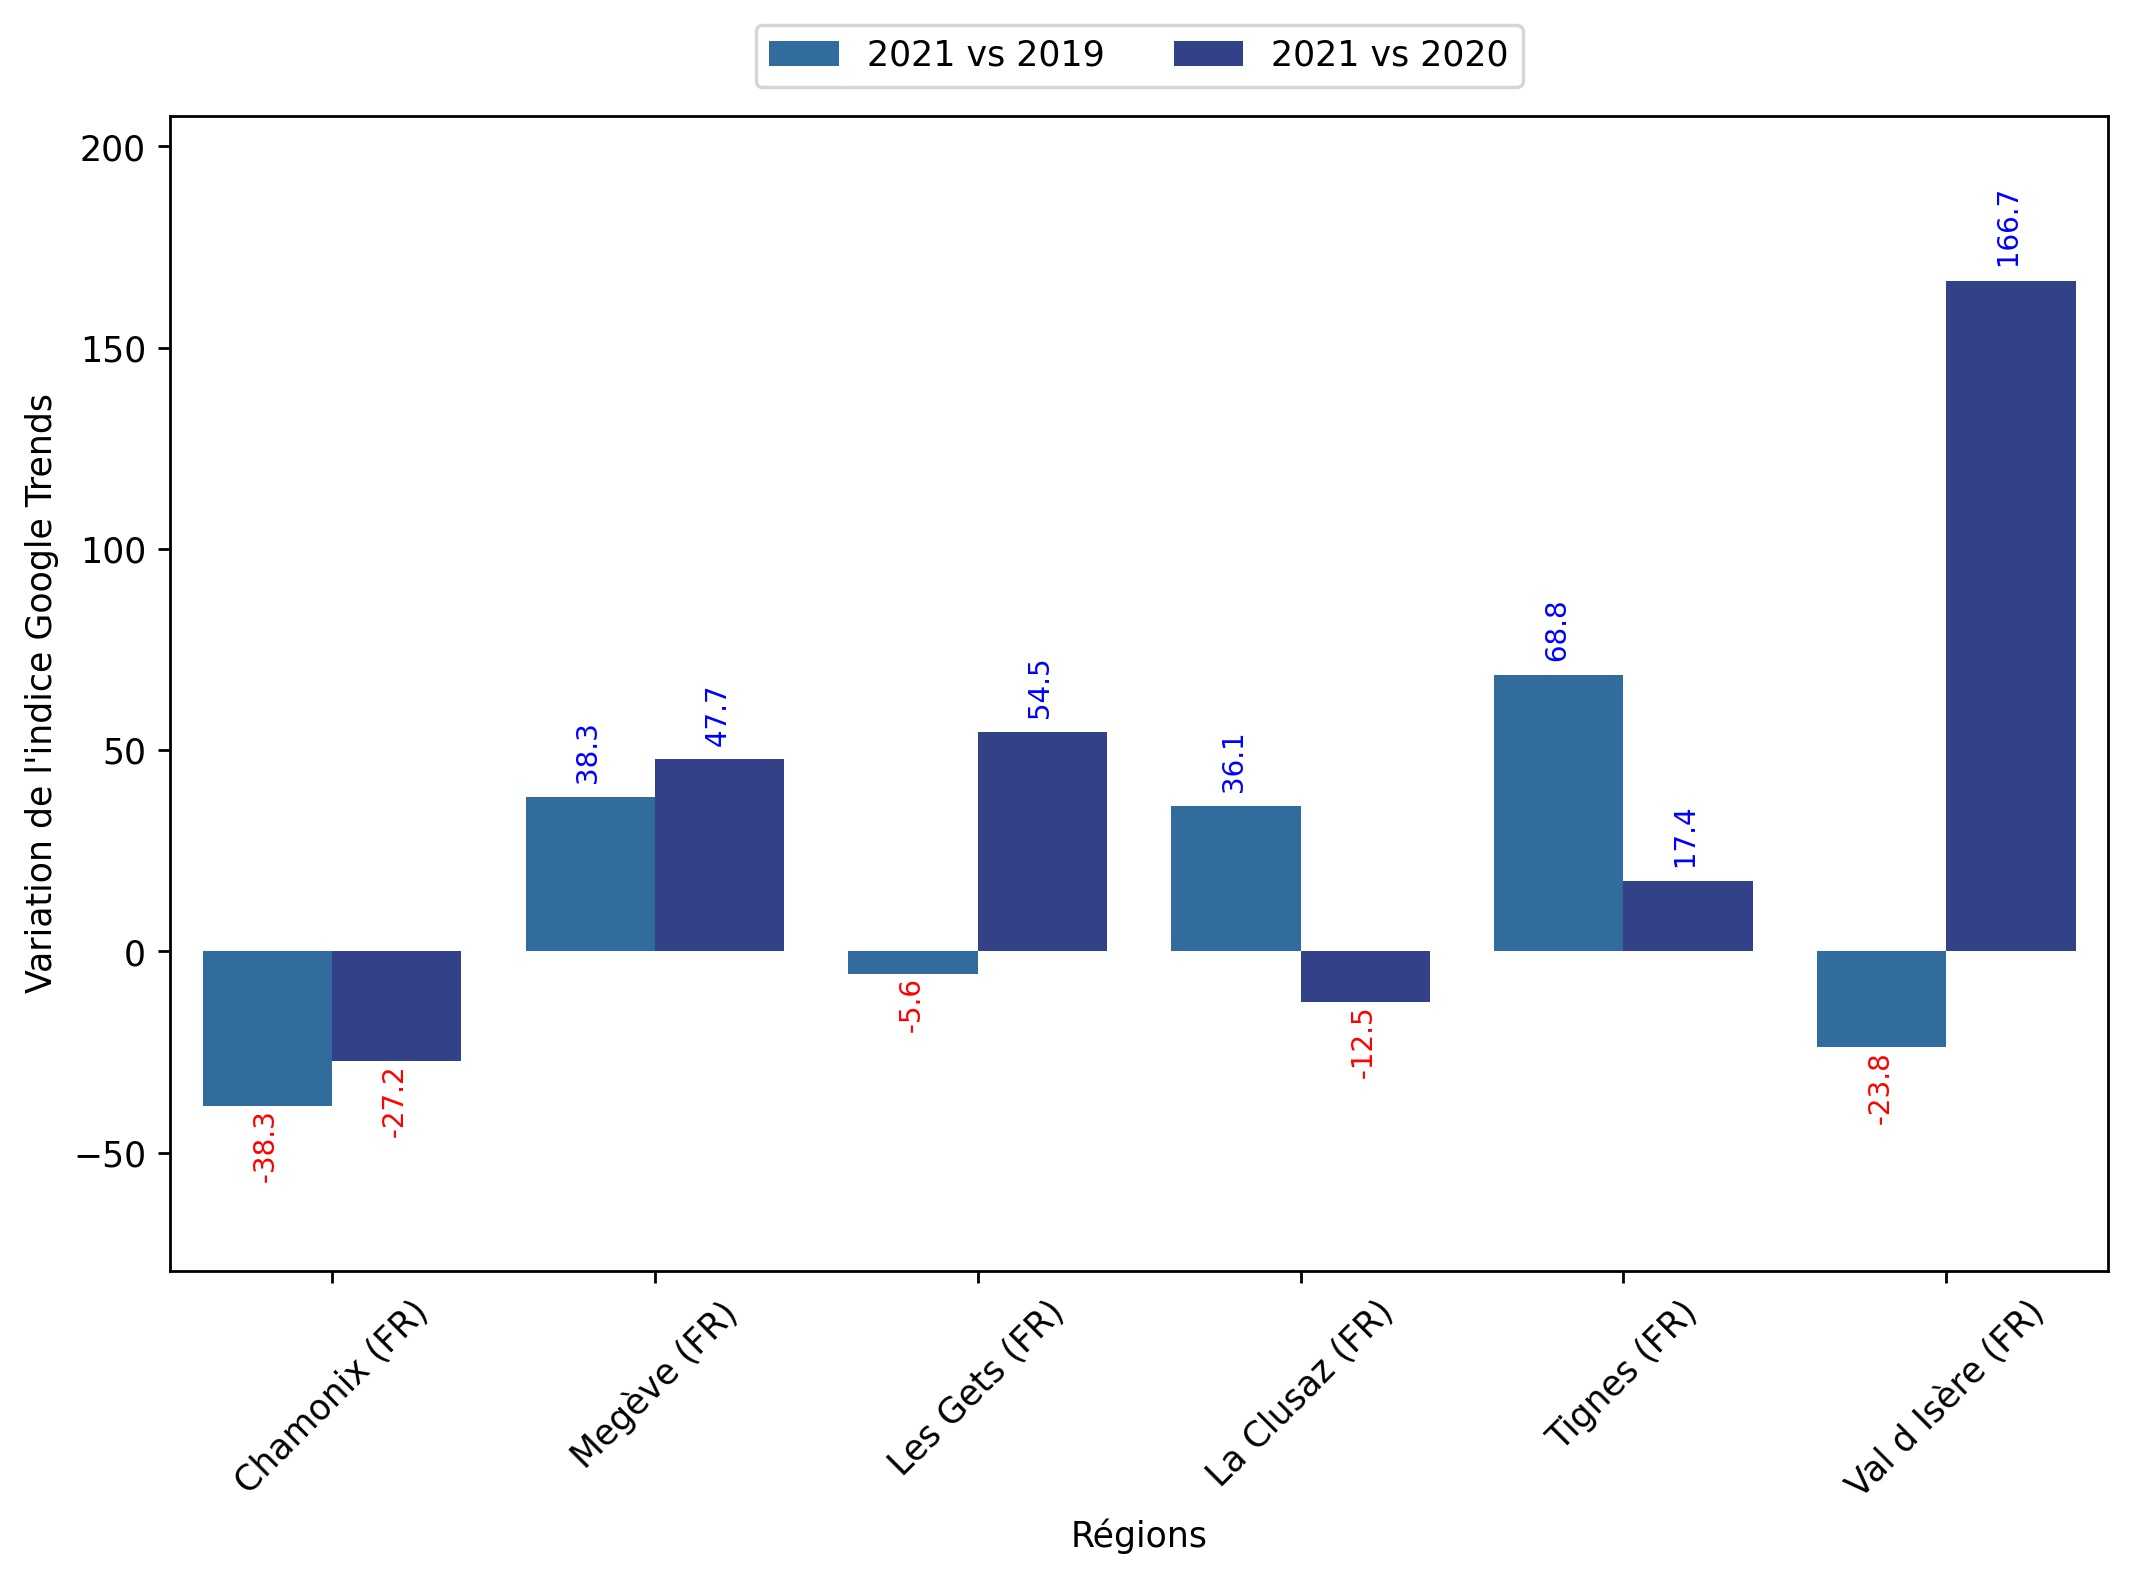 2021 vs 2019
2021 vs 2020
Variation de l'indice Google Trends
200
150
100
50
0
−50
-38.3
-27.2
38.3
47.7
-5.6
54.5
36.1
-12.5
68.8
17.4
-23.8
166.7
Chamonix (FR)
Megève (FR)
Les Gets (FR)
La Clusaz (FR)
Tignes (FR)
Val d Isère (FR)
Régions